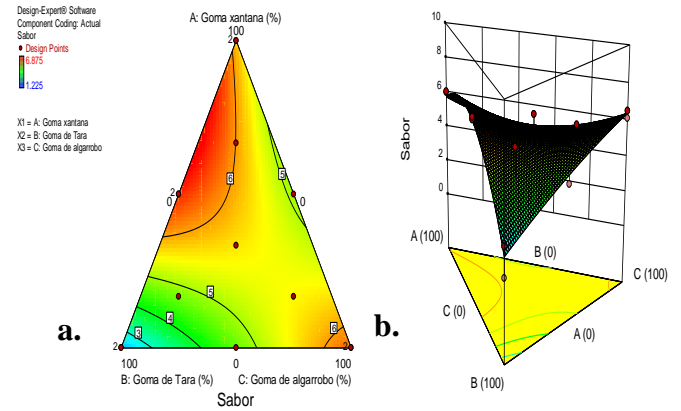 Design-Expert® Software
Component Coding: Actual
Sabor
Design Points
6.875
1.225
X1 = A: Goma xantana
X2 = B: Goma de Tara
X3 = C: Goma de algarrobo
A: Goma xantana (%)
100
2
6
5
2
0
0
5
4
3
6
2
0
2
100
100
B: Goma de Tara (%)
C: Goma de algarrobo (%)
Sabor
a.
b.
10
8
6
4
2
0
Sabor
A (100)
B (0)
C (100)
C (0)
A (0)
B (100)